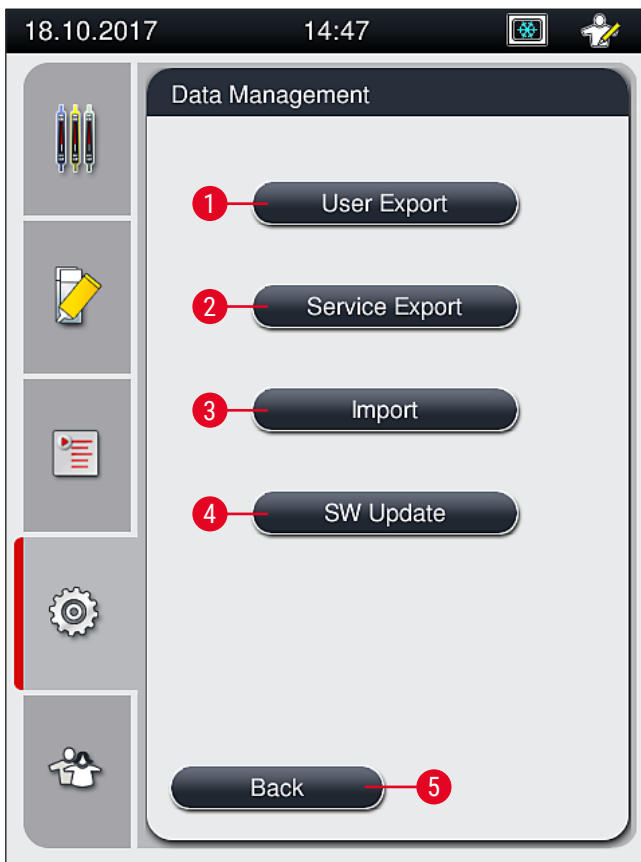 18.10.2017 14:47
Data Management
1 User Export
2 Service Export
3 Import
4 SW Update
Back 5